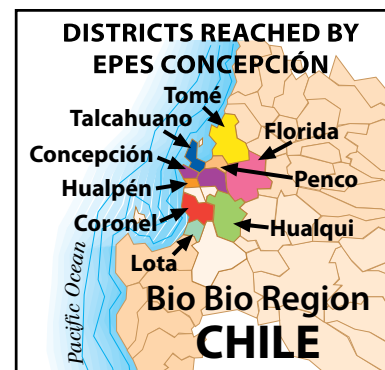 DISTRICTS REACHED BY
EPES CONCEPCIÓN
Tomé
Talcahuano
Florida
Concepción
Penco
Hualpén
Coronel
Hualqui
Lota
Pacific Ocean
Bio Bio Region
CHILE